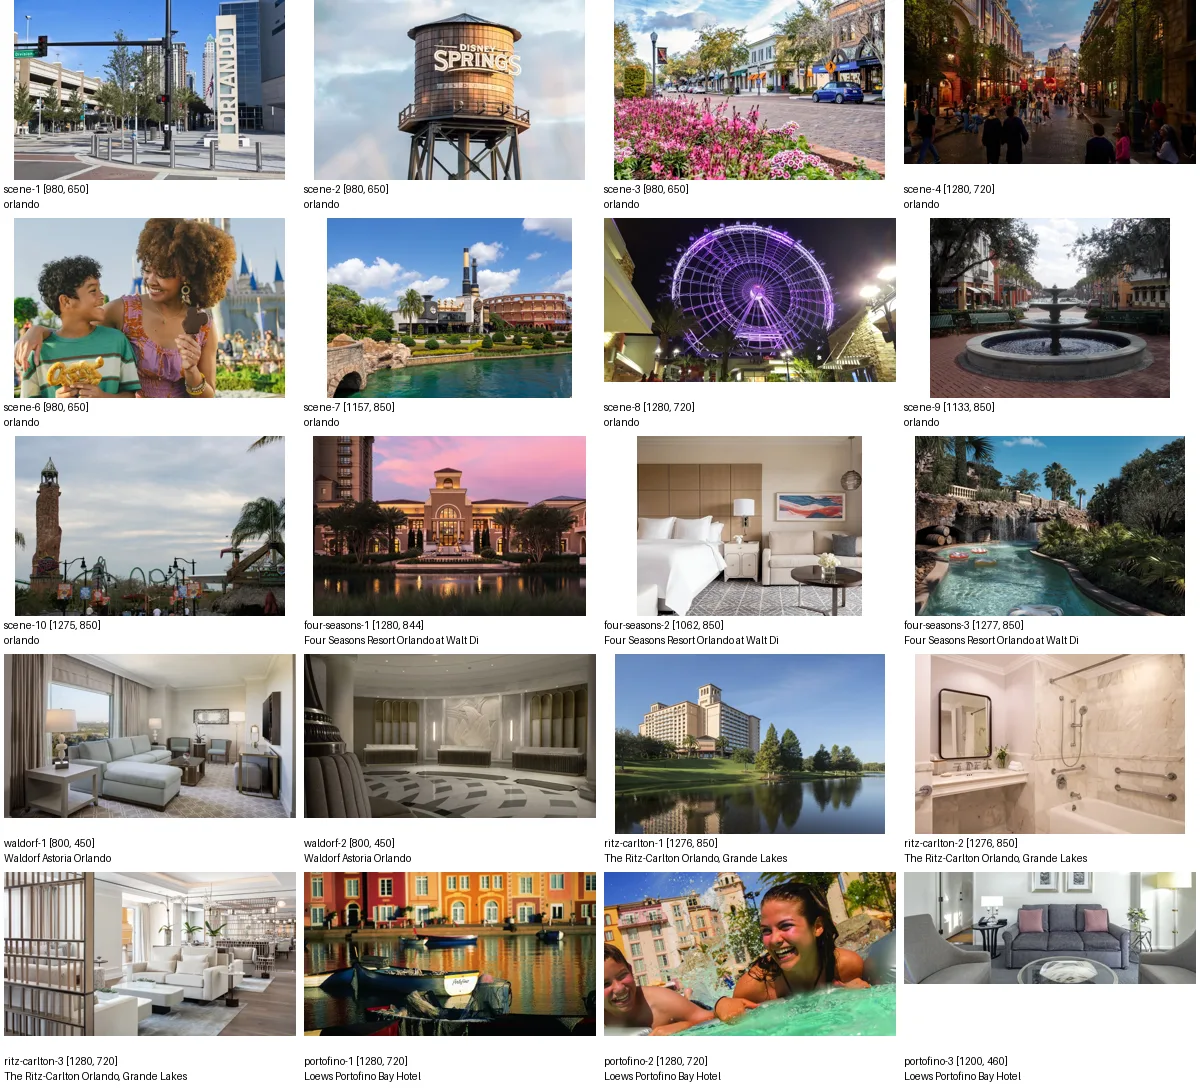 Division
ORLANDO
DISNEY
SPRINGS
scene-1 [980, 650]
orlando
scene-2 [980, 650]
orlando
scene-3 [980, 650]
orlando
scene-4 [1280, 720]
orlando
scene-6 [980, 650]
orlando
scene-7 [1157, 850]
orlando
scene-8 [1280, 720]
orlando
scene-9 [1133, 850]
orlando
scene-10 [1275, 850]
orlando
four-seasons-1 [1280, 844]
Four Seasons Resort Orlando at Walt Di
four-seasons-2 [1062, 850]
Four Seasons Resort Orlando at Walt Di
four-seasons-3 [1277, 850]
Four Seasons Resort Orlando at Walt Di
waldorf-1 [800, 450]
Waldorf Astoria Orlando
waldorf-2 [800, 450]
Waldorf Astoria Orlando
ritz-carlton-1 [1276, 850]
The Ritz-Carlton Orlando, Grande Lakes
ritz-carlton-2 [1276, 850]
The Ritz-Carlton Orlando, Grande Lakes
ritz-carlton-3 [1280, 720]
The Ritz-Carlton Orlando, Grande Lakes
portofino-1 [1280, 720]
Loews Portofino Bay Hotel
portofino-2 [1280, 720]
Loews Portofino Bay Hotel
portofino-3 [1200, 460]
Loews Portofino Bay Hotel